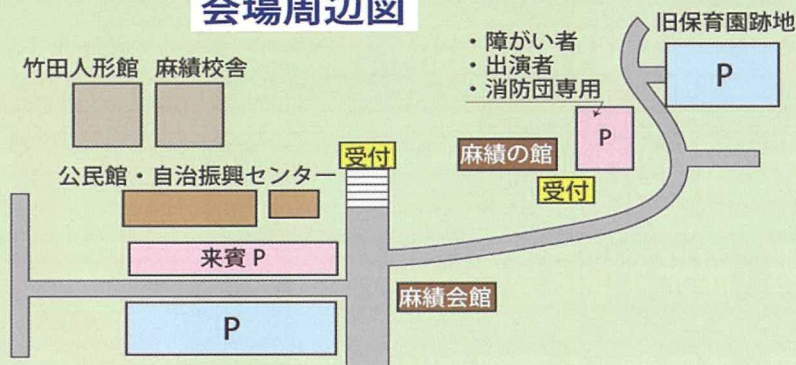 会場周辺図
旧保育園跡地
P
・障がい者
・出演者
・消防団専用
P
竹田人形館
麻績校舎
受付
麻績の館
受付
公民館・自治振興センター
来賓 P
麻績会館
P